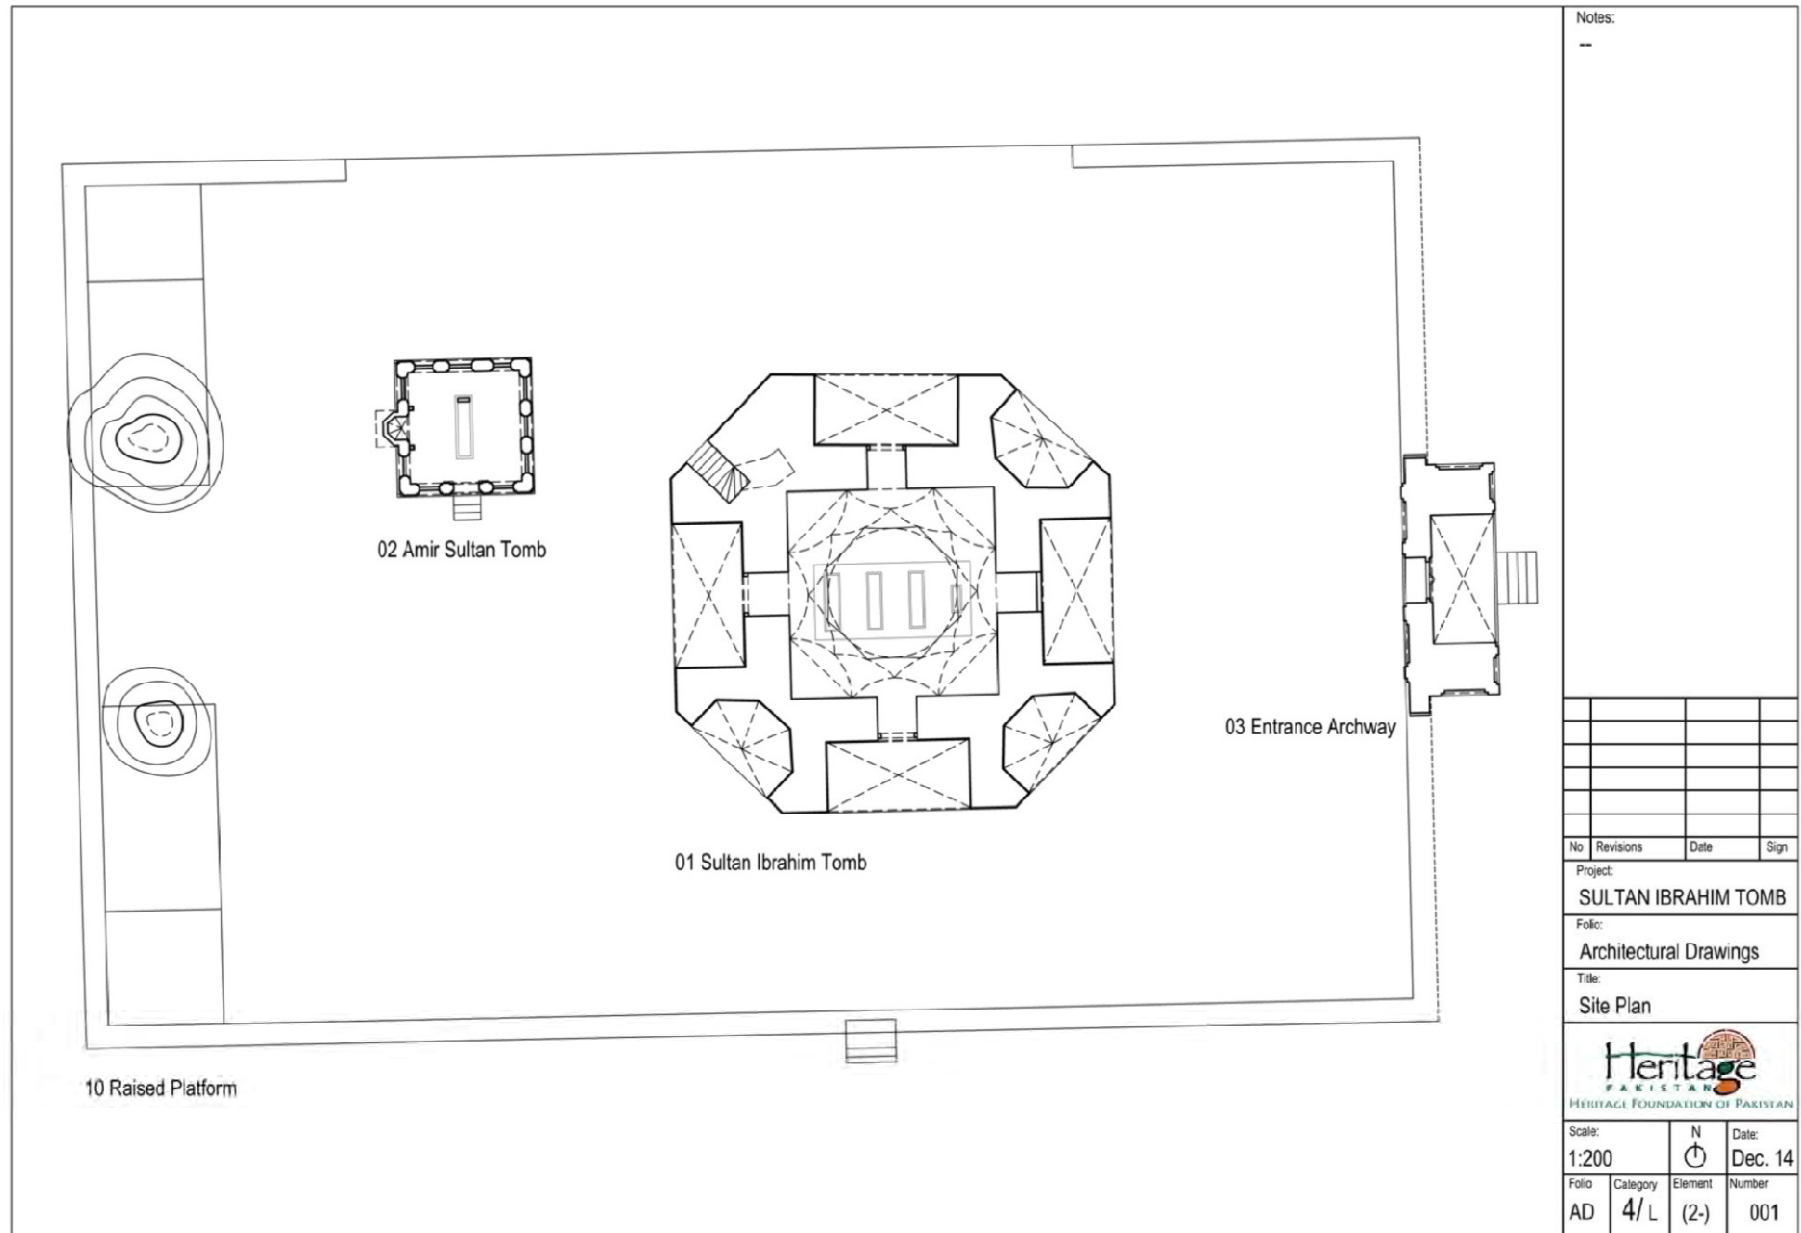 Notes:
--
02 Amir Sultan Tomb
03 Entrance Archway
01 Sultan Ibrahim Tomb
10 Raised Platform
No Revisions Date Sign
Project:
SULTAN IBRAHIM TOMB
Folio:
Architectural Drawings
Title:
Site Plan
Heritage
PAKISTAN
HERITAGE FOUNDATION OF PAKISTAN
Scale: N Date:
1:200 Dec. 14
Folio Category Element Number
AD 4/L (2-) 001